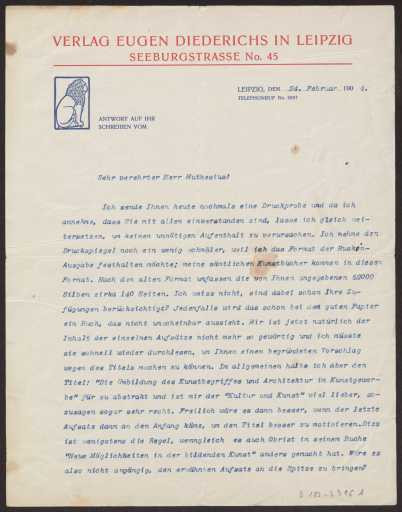 VERLAG EUGEN DIEDERICHS IN LEIPZIG
SEEBURGSTRASSE No. 45
LEIPZIG, DEN 24. Februar 1904.
TELEPHONRUF No.
ANTWORT AUF IHR
SCHREIBEN VOM
Sehr verehrter Herr Muthesius!
Ich sende Ihnen heute nochmals eine Druckprobe und da ich
annehme, dass Sie mit allem einverstanden sind, lasse ich gleich wei-
tersetzen, um keinen unnötigen Aufenthalt zu verursachen. Ich nehme den
Druckspiegel noch ein wenig schmäler, weil ich das Format der Ruskin-
Ausgabe festhalten möchte; meine sämtlichen Kunstbücher kommen in diesem
Format. Nach dem alten Format umfassen die von Ihnen angegebenen 52000
Silben zirka 140 Seiten. Ich weiss nicht, sind dabei schon Ihre Zu-
fügungen berücksichtigt? Jedenfalls wird das schon bei dem guten Papier
ein Buch, das nicht unscheinbar aussieht. Mir ist jetzt natürlich der
Inhalt der einzelnen Aufsätze nicht mehr so gewärtig und ich müsste
sie schnell wieder durchlesen, um Ihnen einen begründeten Vorschlag
wegen des Titels machen zu können. Im allgemeinen halte ich aber den
Titel: "Die Umbildung des Kunstbegriffes und Architektur im Kunstgewer-
be" für zu abstrakt und ist mir der "Kultur und Kunst" viel lieber, so-
zusagen sogar sehr recht. Freilich wäre es dann besser, wenn der letzte
Aufsatz dann an den Anfang käme, um den Titel besser zu motivieren. Dies
ist wenigstens die Regel, wenngleich es auch Obrist in seinem Buche
"Neue Möglichkeiten in der bildenden Kunst" anders gemacht hat. Wäre es
also nicht angängig, den erwähnten Aufsatz an die Spitze zu bringen?